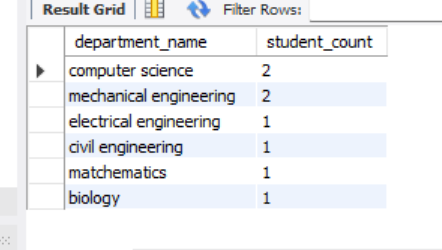 Result Grid Filter Rows:
department_name student_count
computer science 2
mechanical engineering 2
electrical engineering 1
civil engineering 1
matchematics 1
biology 1